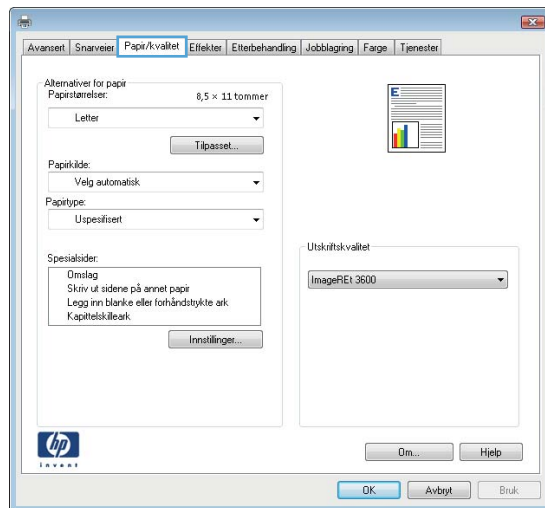 Avansert Snarveier Papir/kvalitet Effekter Etterbehandling Jobblagring Farge Tjenester
Alternativer for papir
Papirstørrelser: 8,5 × 11 tommer
Letter
Tilpasset...
Papirkilde:
Velg automatisk
Papirtype:
Uspesifisert
Spesialsider:
Omslag
Skriv ut sidene på annet papir
Legg inn blanke eller forhåndstrykte ark
Kapittelskilleark
Innstillinger...
E
Utskriftskvalitet
ImageREt 3600
hp
invent
Om... Hjelp
OK Avbryt Bruk